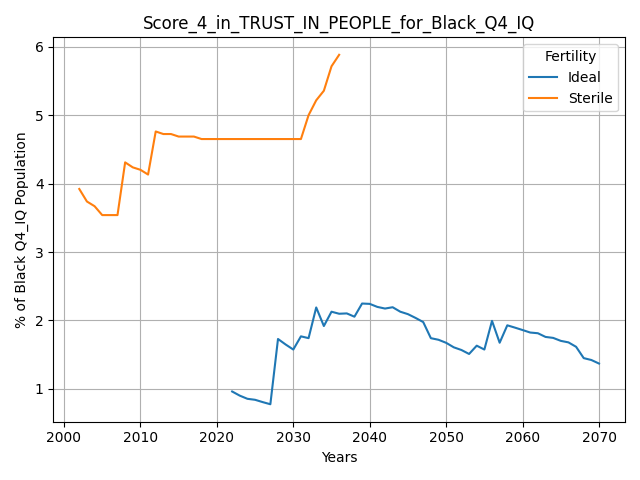 Score_4_in_TRUST_IN_PEOPLE_for_Black_Q4_IQ
% of Black Q4_IQ Population
6
5
4
3
2
1
Fertility
Ideal
Sterile
2000 2010 2020 2030 2040 2050 2060 2070
Years